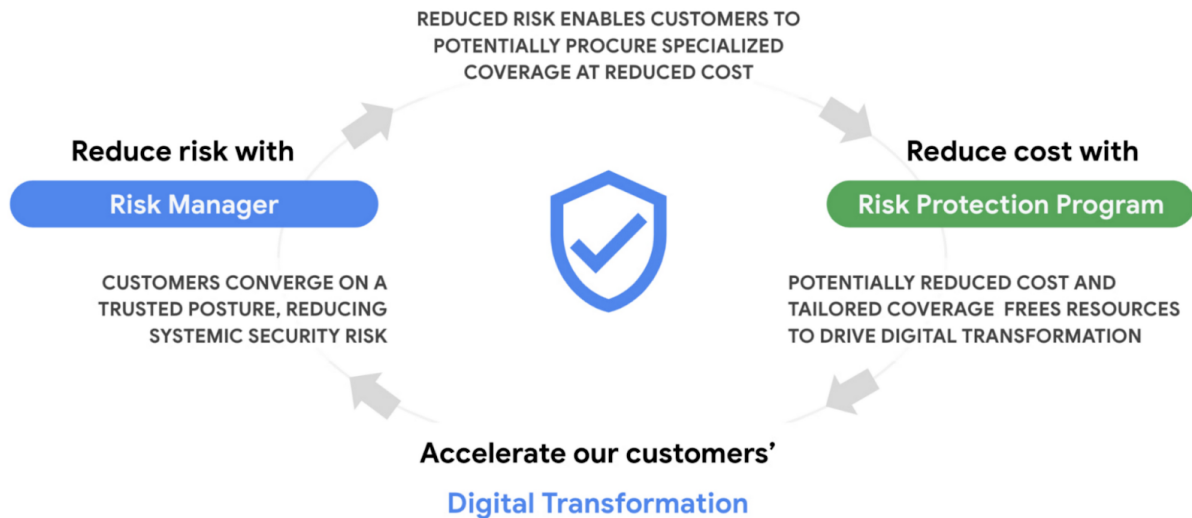 REDUCED RISK ENABLES CUSTOMERS TO
POTENTIALLY PROCURE SPECIALIZED
COVERAGE AT REDUCED COST
Reduce risk with
Risk Manager
CUSTOMERS CONVERGE ON A
TRUSTED POSTURE, REDUCING
SYSTEMIC SECURITY RISK
Reduce cost with
Risk Protection Program
POTENTIALLY REDUCED COST AND
TAILORED COVERAGE FREES RESOURCES
TO DRIVE DIGITAL TRANSFORMATION
Accelerate our customers'
Digital Transformation